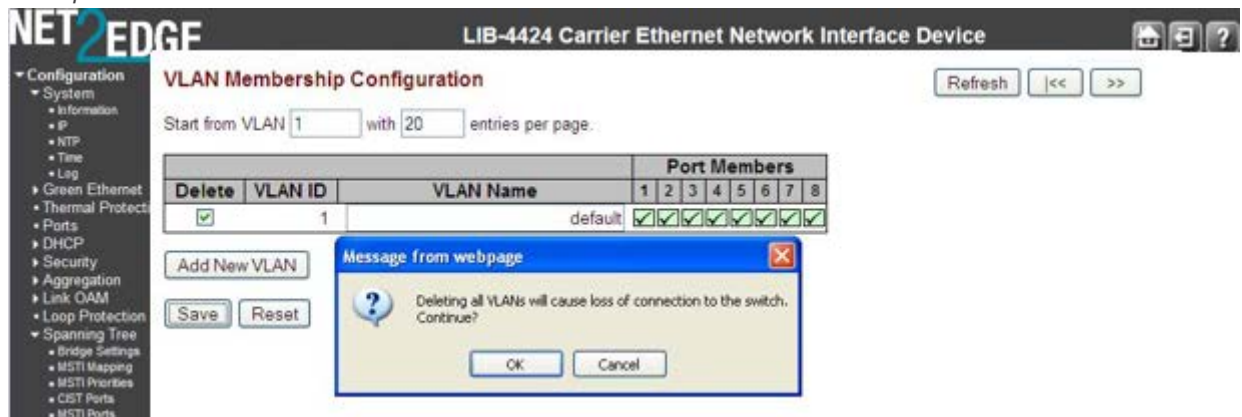 NET2EDGE
LIB-4424 Carrier Ethernet Network Interface Device
?
Configuration
System
Information
IP
NTP
Time
Log
Green Ethernet
Thermal Protecti
Ports
DHCP
Security
Aggregation
Link OAM
Loop Protection
Spanning Tree
Bridge Settings
MSTI Mapping
MSTI Priorities
CIST Ports
MSTI Ports
VLAN Membership Configuration
Refresh |<< >>
Start from VLAN 1 with 20 entries per page.
Port Members
Delete VLAN ID VLAN Name 1 2 3 4 5 6 7 8
1 default
Add New VLAN
Save Reset
Message from webpage
Deleting all VLANs will cause loss of connection to the switch.
Continue?
OK Cancel